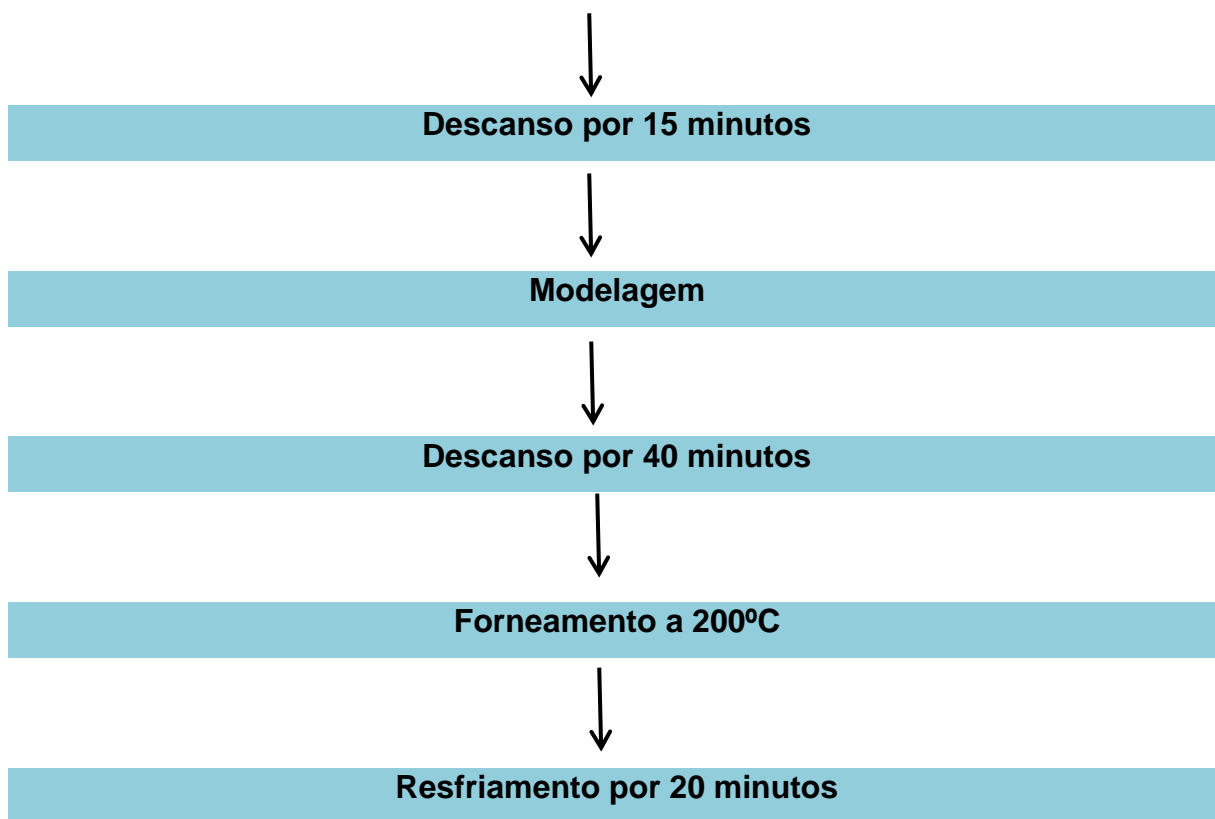 Descanso por 15 minutos
Modelagem
Descanso por 40 minutos
Forneamento a 200ºC
Resfriamento por 20 minutos